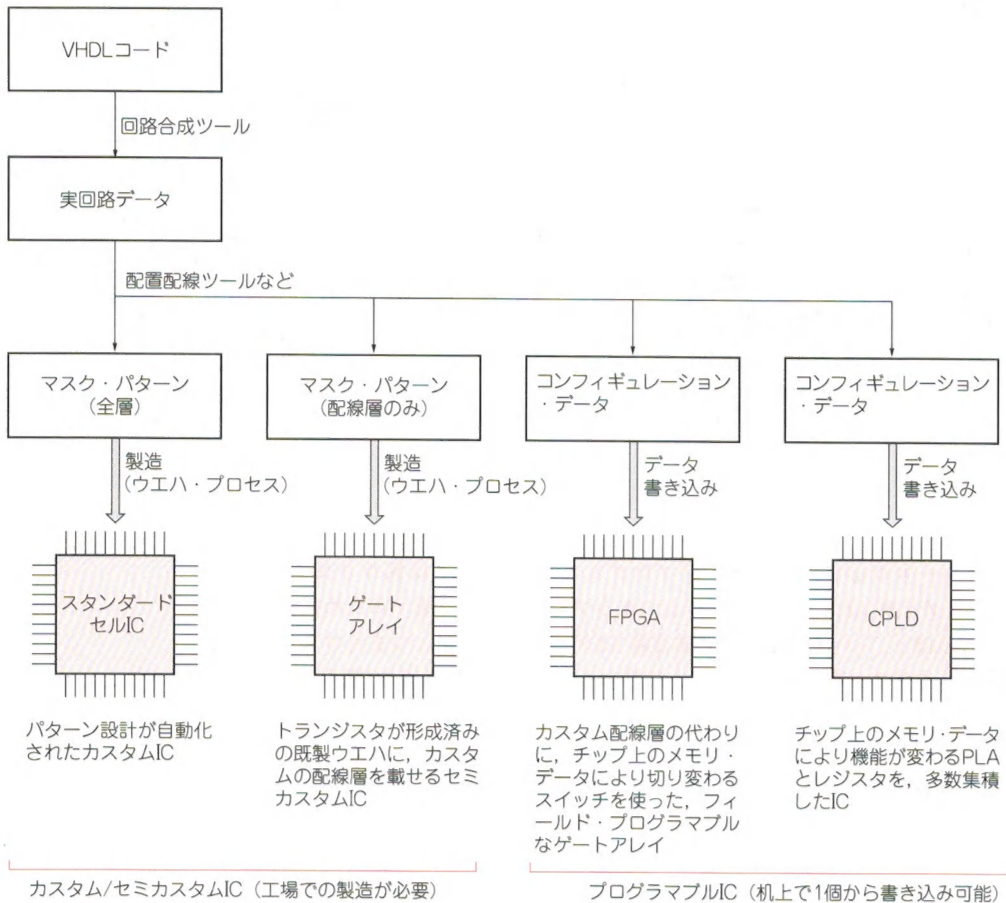 VHDLコード
回路合成ツール
実回路データ
配置配線ツールなど
マスク・パターン
(全層)
マスク・パターン
(配線層のみ)
コンフィギュレーション
・データ
コンフィギュレーション
・データ
製造
(ウエハ・プロセス)
製造
(ウエハ・プロセス)
データ
書き込み
データ
書き込み
スタンダード
セルIC
ゲート
アレイ
FPGA
CPLD
パターン設計が自動化
されたカスタムIC
トランジスタが形成済み
の既製ウエハに，カスタ
ムの配線層を載せるセミ
カスタムIC
カスタム配線層の代わり
に，チップ上のメモリ・
データにより切り変わる
スイッチを使った，フィ
ールド・プログラマブル
なゲートアレイ
チップ上のメモリ・データ
により機能が変わるPLA
とレジスタを，多数集積
したIC
カスタム/セミカスタムIC（工場での製造が必要）
プログラマブルIC（机上で1個から書き込み可能）